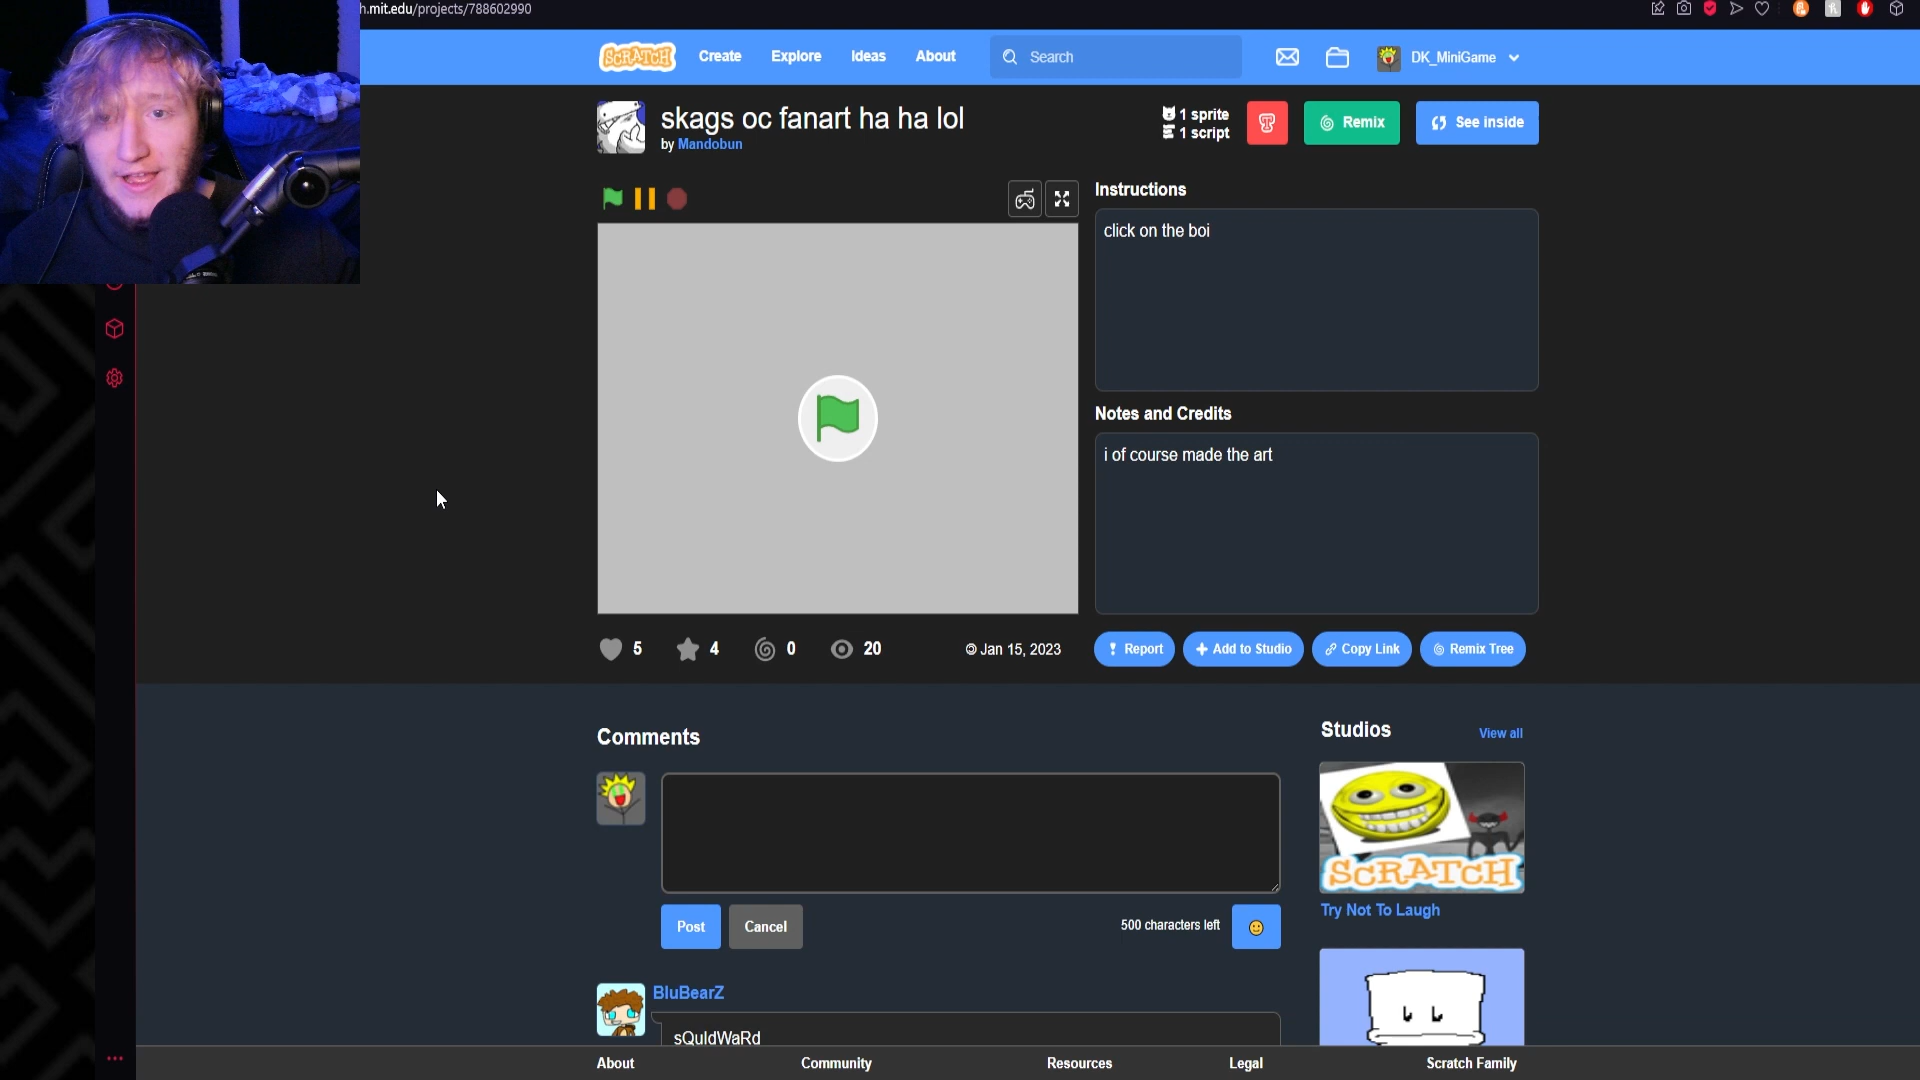 h.mit.edu/projects/788602990
SCRATCH
Create
Explore
Ideas
About
Search
DK_MiniGame
skags oc fanart ha ha lol
by Mandobun
1 sprite
1 script
Remix
See inside
Instructions
click on the boi
Notes and Credits
i of course made the art
5
4
0
20
Jan 15, 2023
Report
Add to Studio
Copy Link
Remix Tree
Comments
Post
Cancel
500 characters left
BluBearZ
sQuIdWaRd
Studios
View all
SCRATCH
Try Not To Laugh
About
Community
Resources
Legal
Scratch Family